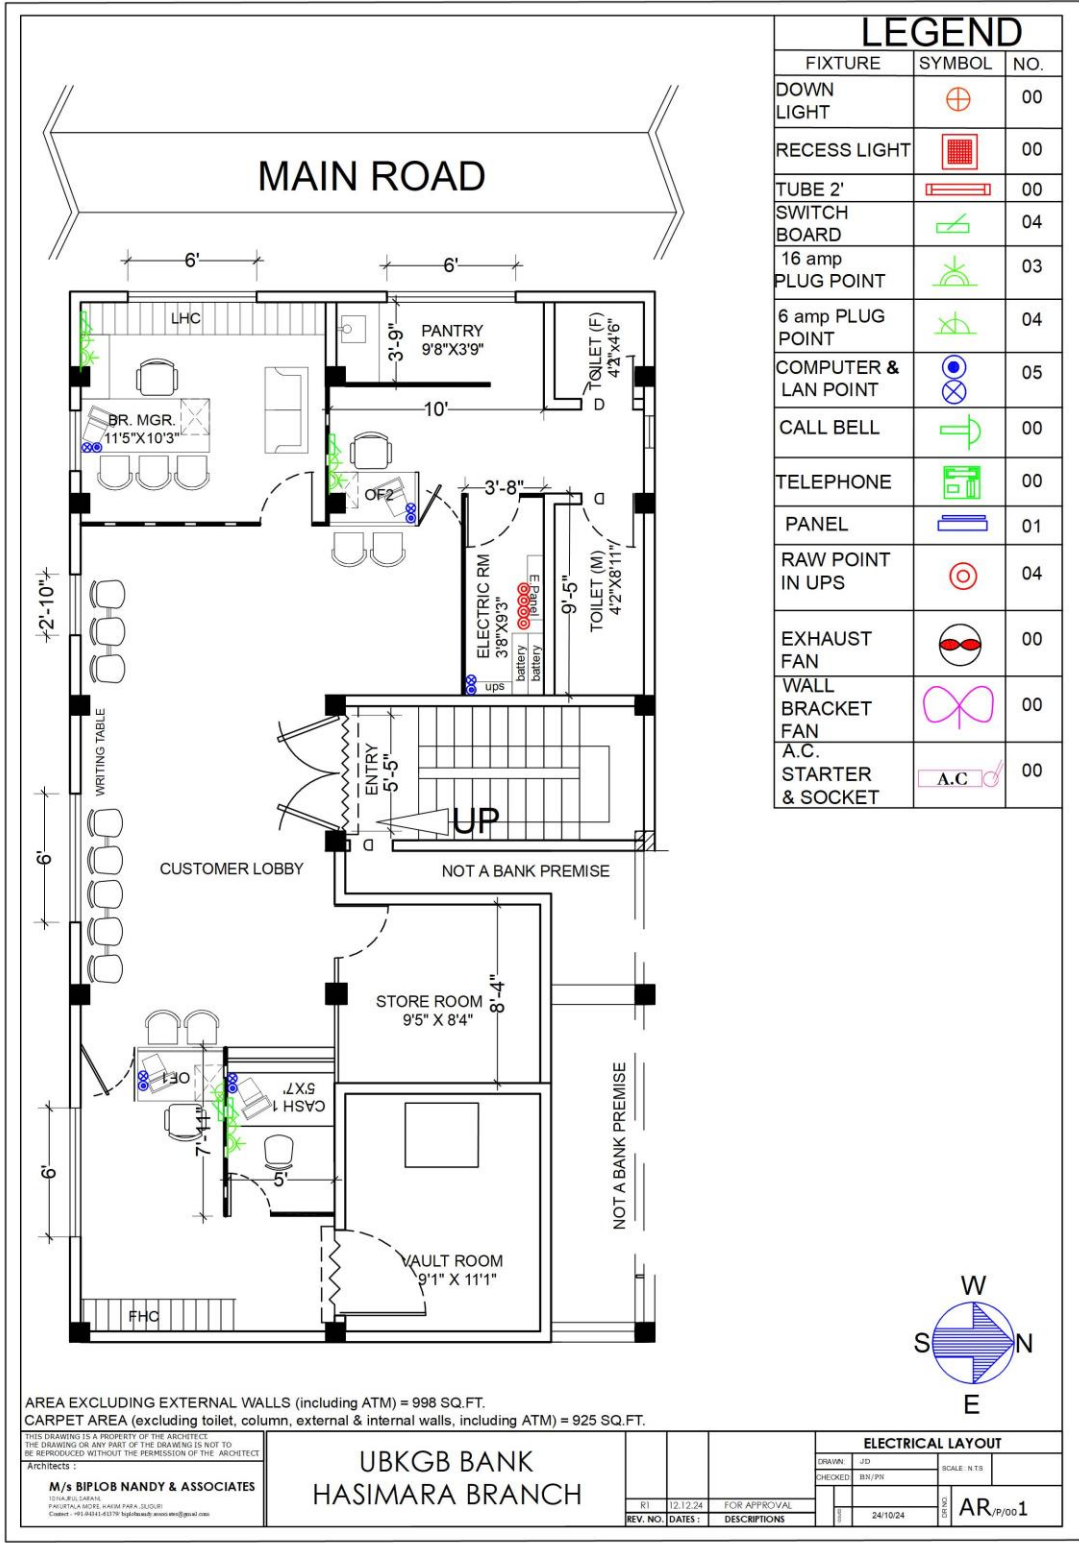 LEGEND
FIXTURE SYMBOL NO.
DOWN LIGHT 00
RECESS LIGHT 00
TUBE 2' 00
SWITCH BOARD 04
16 amp PLUG POINT 03
6 amp PLUG POINT 04
COMPUTER & LAN POINT 05
CALL BELL 00
TELEPHONE 00
PANEL 01
RAW POINT IN UPS 04
EXHAUST FAN 00
WALL BRACKET FAN 00
A.C. STARTER & SOCKET A.C 00
MAIN ROAD
6'
6'
LHC
PANTRY
9'8"X3'9"
3'-9"
TOILET (F)
4'2"x4'6"
BR. MGR.
11'5"X10'3"
10'
D
OF2
3'-8"
D
ELECTRIC RM
3'8"X9'3"
E.Panel
9'-5"
TOILET (M)
4'2"X8'11"
battery
battery
ups
2'-10"
WRITING TABLE
ENTRY
5'-5"
UP
D
6'
CUSTOMER LOBBY
NOT A BANK PREMISE
STORE ROOM
9'5" X 8'4"
8'-4"
OF1
CASH 1
5'X7'
7'-11"
5'
6'
NOT A BANK PREMISE
VAULT ROOM
9'1" X 11'1"
FHC
W
S
N
E
AREA EXCLUDING EXTERNAL WALLS (including ATM) = 998 SQ.FT.
CARPET AREA (excluding toilet, column, external & internal walls, including ATM) = 925 SQ.FT.
THIS DRAWING IS A PROPERTY OF THE ARCHITECT.
THE DRAWING OR ANY PART OF THE DRAWING IS NOT TO
BE REPRODUCED WITHOUT THE PERMISSION OF THE ARCHITECT
Architects :
M/s BIPLOB NANDY & ASSOCIATES
UBKGB BANK
HASIMARA BRANCH
R1 12.12.24 FOR APPROVAL
REV. NO. DATES : DESCRIPTIONS
ELECTRICAL LAYOUT
DRAWN: JD
SCALE: N.T.S
CHECKED: BN/PN
24/10/24
DR NO.
AR/P/001